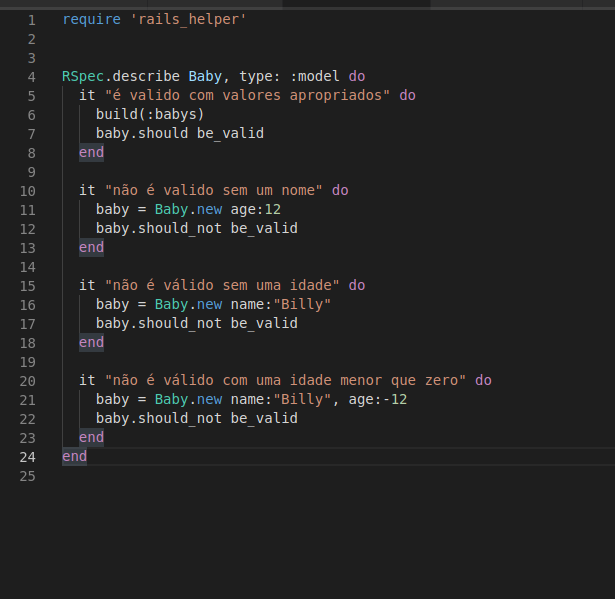 1 require 'rails_helper'
2
3
4 RSpec.describe Baby, type: :model do
5 it "é valido com valores apropriados" do
6 build(:babys)
7 baby.should be_valid
8 end
9
10 it "não é valido sem um nome" do
11 baby = Baby.new age:12
12 baby.should_not be_valid
13 end
14
15 it "não é válido sem uma idade" do
16 baby = Baby.new name:"Billy"
17 baby.should_not be_valid
18 end
19
20 it "não é válido com uma idade menor que zero" do
21 baby = Baby.new name:"Billy", age:-12
22 baby.should_not be_valid
23 end
24 end
25